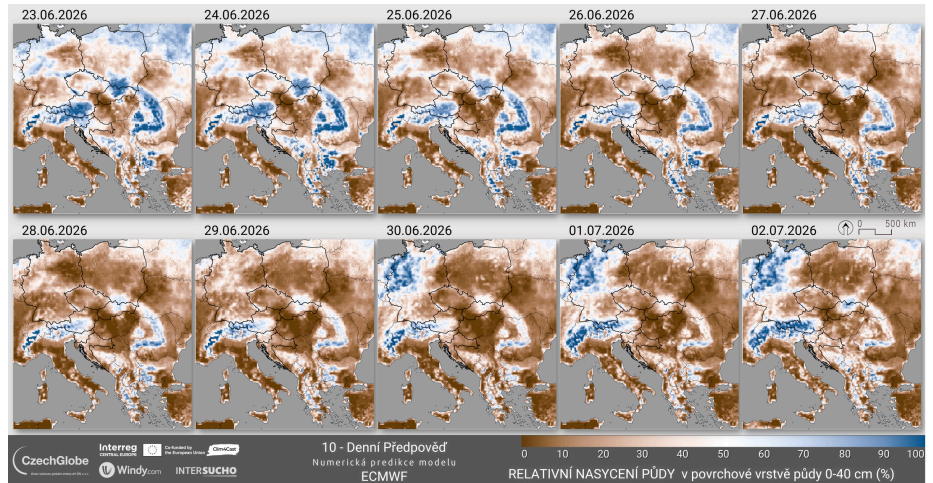 23.06.2026
24.06.2026
25.06.2026
26.06.2026
27.06.2026
28.06.2026
29.06.2026
30.06.2026
01.07.2026
02.07.2026
0 500 km
CzechGlobe
Interreg
CENTRAL EUROPE
Co-funded by
the European Union
Clim4Cast
Windy.com
INTERSUCHO
10 - Denní Předpověď
Numerická predikce modelu
ECMWF
0 10 20 30 40 50 60 70 80 90 100
RELATIVNI NASYCENÍ PŮDY v povrchové vrstvě půdy 0-40 cm (%)